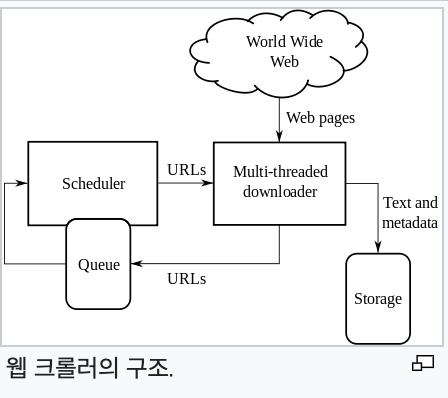 World Wide
Web
Web pages
Scheduler
URLs
Multi-threaded
downloader
Text and
metadata
Queue
URLs
Storage
웹 크롤러의 구조.